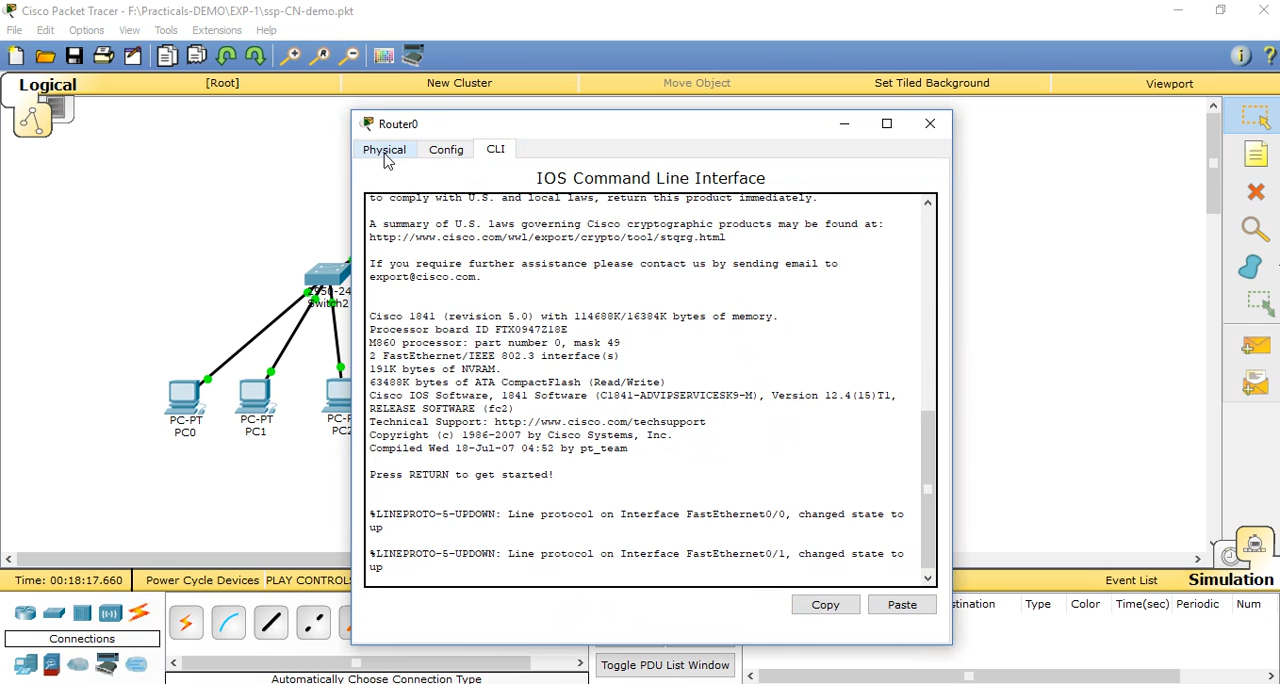 Cisco Packet Tracer - F:\Practicals-DEMO\EXP-1\ssp-CN-demo.pkt
File Edit Options View Tools Extensions Help
Logical [Root] New Cluster Move Object Set Tiled Background Viewport
Router0
Physical Config CLI
IOS Command Line Interface
to comply with U.S. and local laws, return this product immediately.
A summary of U.S. laws governing Cisco cryptographic products may be found at:
http://www.cisco.com/wwl/export/crypto/tool/stqrg.html
If you require further assistance please contact us by sending email to
export@cisco.com.
Cisco 1841 (revision 5.0) with 114688K/16384K bytes of memory.
Processor board ID FTX0947Z18E
M860 processor: part number 0, mask 49
2 FastEthernet/IEEE 802.3 interface(s)
191K bytes of NVRAM.
63488K bytes of ATA CompactFlash (Read/Write)
Cisco IOS Software, 1841 Software (C1841-ADVIPSERVICESK9-M), Version 12.4(15)T1,
RELEASE SOFTWARE (fc2)
Technical Support: http://www.cisco.com/techsupport
Copyright (c) 1986-2007 by Cisco Systems, Inc.
Compiled Wed 18-Jul-07 04:52 by pt_team
Press RETURN to get started!
%LINEPROTO-5-UPDOWN: Line protocol on Interface FastEthernet0/0, changed state to
up
%LINEPROTO-5-UPDOWN: Line protocol on Interface FastEthernet0/1, changed state to
up
Copy Paste
2950-24
Switch2
PC-PT
PC0
PC-PT
PC1
PC-P
PC2
Time: 00:18:17.660 Power Cycle Devices PLAY CONTROLS Event List Simulation
Connections
Automatically Choose Connection Type
Toggle PDU List Window
stination Type Color Time(sec) Periodic Num